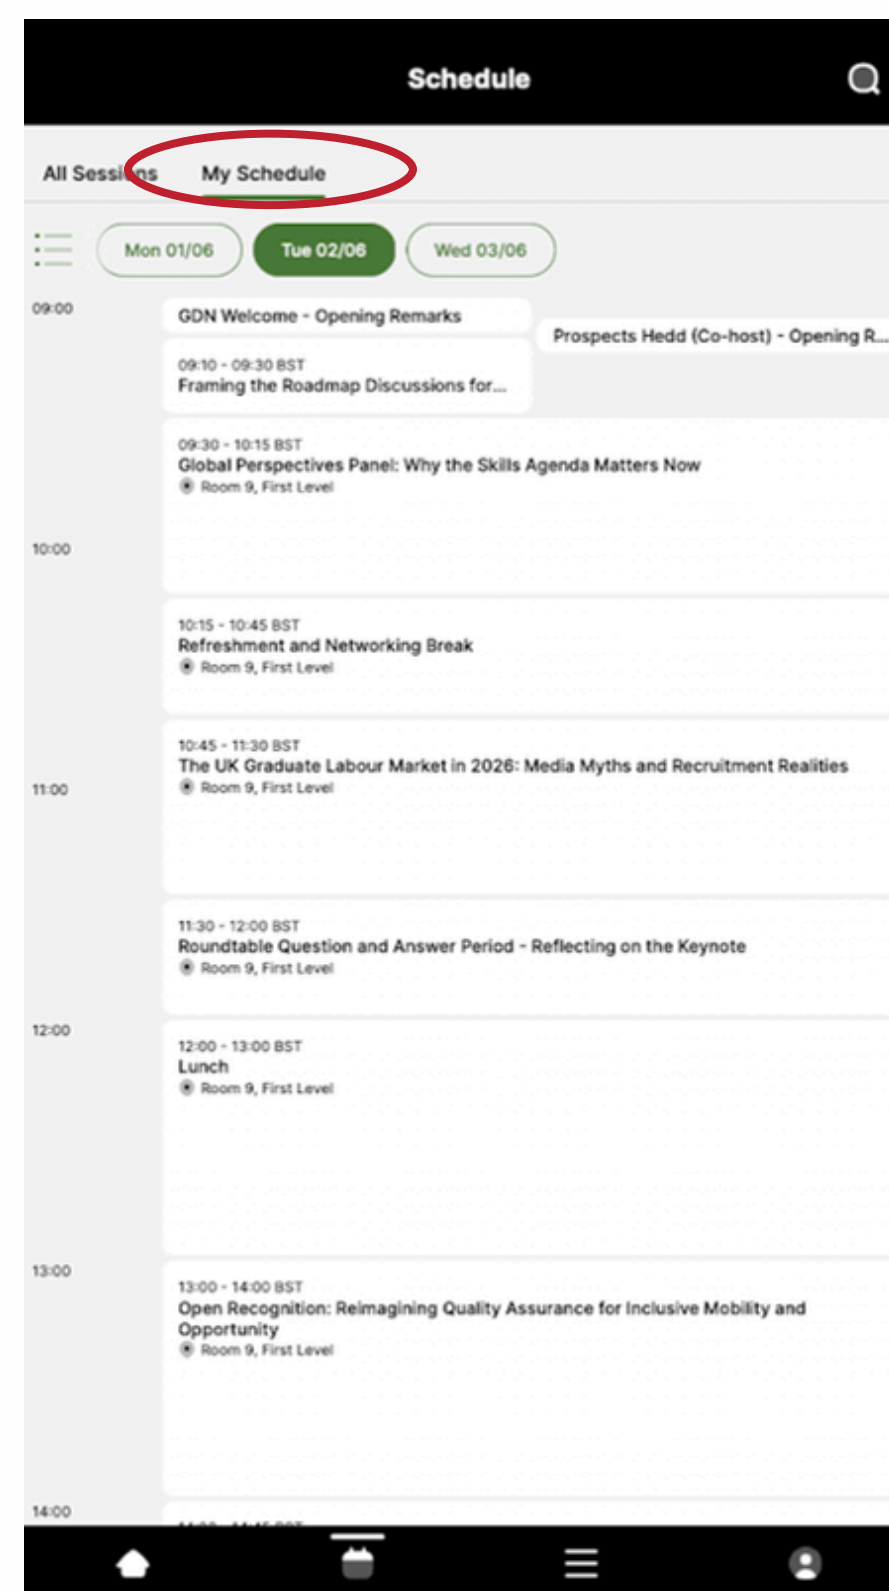 Schedule
All Sessions My Schedule
Mon 01/06 Tue 02/06 Wed 03/06
09:00
GDN Welcome - Opening Remarks
Prospects Hedd (Co-host) - Opening R...
09:10 - 09:30 BST
Framing the Roadmap Discussions for...
09:30 - 10:15 BST
Global Perspectives Panel: Why the Skills Agenda Matters Now
Room 9, First Level
10:00
10:15 - 10:45 BST
Refreshment and Networking Break
Room 9, First Level
10:45 - 11:30 BST
The UK Graduate Labour Market in 2026: Media Myths and Recruitment Realities
11:00
Room 9, First Level
11:30 - 12:00 BST
Roundtable Question and Answer Period - Reflecting on the Keynote
Room 9, First Level
12:00
12:00 - 13:00 BST
Lunch
Room 9, First Level
13:00
13:00 - 14:00 BST
Open Recognition: Reimagining Quality Assurance for Inclusive Mobility and
Opportunity
Room 9, First Level
14:00